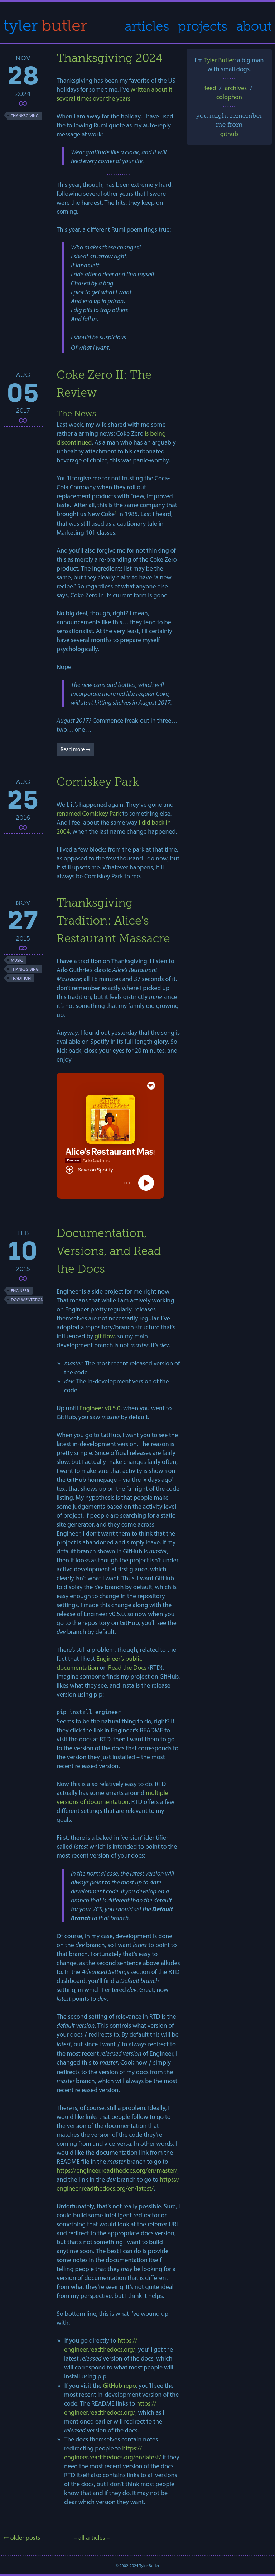 tyler butler
articles projects about
NOV
28
2024
∞
THANKSGIVING
Thanksgiving 2024
Thanksgiving has been my favorite of the US
holidays for some time. I've written about it
several times over the years.
When I am away for the holiday, I have used
the following Rumi quote as my auto-reply
message at work:
Wear gratitude like a cloak, and it will
feed every corner of your life.
This year, though, has been extremely hard,
following several other years that I swore
were the hardest. The hits: they keep on
coming.
This year, a different Rumi poem rings true:
Who makes these changes?
I shoot an arrow right.
It lands left.
I ride after a deer and find myself
Chased by a hog.
I plot to get what I want
And end up in prison.
I dig pits to trap others
And fall in.
I should be suspicious
Of what I want.
I'm Tyler Butler: a big man
with small dogs.
feed / archives /
colophon
you might remember
me from
github
AUG
05
2017
∞
Coke Zero II: The
Review
The News
Last week, my wife shared with me some
rather alarming news: Coke Zero is being
discontinued. As a man who has an arguably
unhealthy attachment to his carbonated
beverage of choice, this was panic-worthy.
You'll forgive me for not trusting the Coca-
Cola Company when they roll out
replacement products with "new, improved
taste." After all, this is the same company that
brought us New Coke¹ in 1985. Last I heard,
that was still used as a cautionary tale in
Marketing 101 classes.
And you'll also forgive me for not thinking of
this as merely a re-branding of the Coke Zero
product. The ingredients list may be the
same, but they clearly claim to have "a new
recipe." So regardless of what anyone else
says, Coke Zero in its current form is gone.
No big deal, though, right? I mean,
announcements like this… they tend to be
sensationalist. At the very least, I'll certainly
have several months to prepare myself
psychologically.
Nope:
The new cans and bottles, which will
incorporate more red like regular Coke,
will start hitting shelves in August 2017.
August 2017? Commence freak-out in three…
two… one…
Read more →
AUG
25
2016
∞
Comiskey Park
Well, it's happened again. They've gone and
renamed Comiskey Park to something else.
And I feel about the same way I did back in
2004, when the last name change happened.
I lived a few blocks from the park at that time,
as opposed to the few thousand I do now, but
it still upsets me. Whatever happens, it'll
always be Comiskey Park to me.
NOV
27
2015
∞
MUSIC
THANKSGIVING
TRADITION
Thanksgiving
Tradition: Alice's
Restaurant Massacre
I have a tradition on Thanksgiving: I listen to
Arlo Guthrie's classic Alice's Restaurant
Massacre; all 18 minutes and 37 seconds of it. I
don't remember exactly where I picked up
this tradition, but it feels distinctly mine since
it's not something that my family did growing
up.
Anyway, I found out yesterday that the song is
available on Spotify in its full-length glory. So
kick back, close your eyes for 20 minutes, and
enjoy.
Alice's Restaurant Mas
Preview Arlo Guthrie
Save on Spotify
FEB
10
2015
∞
ENGINEER
DOCUMENTATION
Documentation,
Versions, and Read
the Docs
Engineer is a side project for me right now.
That means that while I am actively working
on Engineer pretty regularly, releases
themselves are not necessarily regular. I've
adopted a repository/branch structure that's
influenced by git flow, so my main
development branch is not master, it's dev.
master: The most recent released version of
the code
dev: The in-development version of the
code
Up until Engineer v0.5.0, when you went to
GitHub, you saw master by default.
When you go to GitHub, I want you to see the
latest in-development version. The reason is
pretty simple: Since official releases are fairly
slow, but I actually make changes fairly often,
I want to make sure that activity is shown on
the GitHub homepage – via the 'x days ago'
text that shows up on the far right of the code
listing. My hypothesis is that people make
some judgements based on the activity level
of project. If people are searching for a static
site generator, and they come across
Engineer, I don't want them to think that the
project is abandoned and simply leave. If my
default branch shown in GitHub is master,
then it looks as though the project isn't under
active development at first glance, which
clearly isn't what I want. Thus, I want GitHub
to display the dev branch by default, which is
easy enough to change in the repository
settings. I made this change along with the
release of Engineer v0.5.0, so now when you
go to the repository on GitHub, you'll see the
dev branch by default.
There's still a problem, though, related to the
fact that I host Engineer's public
documentation on Read the Docs (RTD).
Imagine someone finds my project on GitHub,
likes what they see, and installs the release
version using pip:
pip install engineer
Seems to be the natural thing to do, right? If
they click the link in Engineer's README to
visit the docs at RTD, then I want them to go
to the version of the docs that corresponds to
the version they just installed – the most
recent released version.
Now this is also relatively easy to do. RTD
actually has some smarts around multiple
versions of documentation. RTD offers a few
different settings that are relevant to my
goals.
First, there is a baked in 'version' identifier
called latest which is intended to point to the
most recent version of your docs:
In the normal case, the latest version will
always point to the most up to date
development code. If you develop on a
branch that is different than the default
for your VCS, you should set the Default
Branch to that branch.
Of course, in my case, development is done
on the dev branch, so I want latest to point to
that branch. Fortunately that's easy to
change, as the second sentence above alludes
to. In the Advanced Settings section of the RTD
dashboard, you'll find a Default branch
setting, in which I entered dev. Great; now
latest points to dev.
The second setting of relevance in RTD is the
default version. This controls what version of
your docs / redirects to. By default this will be
latest, but since I want / to always redirect to
the most recent released version of Engineer, I
changed this to master. Cool: now / simply
redirects to the version of my docs from the
master branch, which will always be the most
recent released version.
There is, of course, still a problem. Ideally, I
would like links that people follow to go to
the version of the documentation that
matches the version of the code they're
coming from and vice-versa. In other words, I
would like the documentation link from the
README file in the master branch to go to
https://engineer.readthedocs.org/en/master/,
and the link in the dev branch to go to https://
engineer.readthedocs.org/en/latest/.
Unfortunately, that's not really possible. Sure, I
could build some intelligent redirector or
something that would look at the referrer URL
and redirect to the appropriate docs version,
but that's not something I want to build
anytime soon. The best I can do is provide
some notes in the documentation itself
telling people that they may be looking for a
version of documentation that is different
from what they're seeing. It's not quite ideal
from my perspective, but I think it helps.
So bottom line, this is what I've wound up
with:
If you go directly to https://
engineer.readthedocs.org/, you'll get the
latest released version of the docs, which
will correspond to what most people will
install using pip.
If you visit the GitHub repo, you'll see the
most recent in-development version of the
code. The README links to https://
engineer.readthedocs.org/, which as I
mentioned earlier will redirect to the
released version of the docs.
The docs themselves contain notes
redirecting people to https://
engineer.readthedocs.org/en/latest/ if they
need the most recent version of the docs.
RTD itself also contains links to all versions
of the docs, but I don't think most people
know that and if they do, it may not be
clear which version they want.
← older posts
– all articles –
© 2002-2024 Tyler Butler